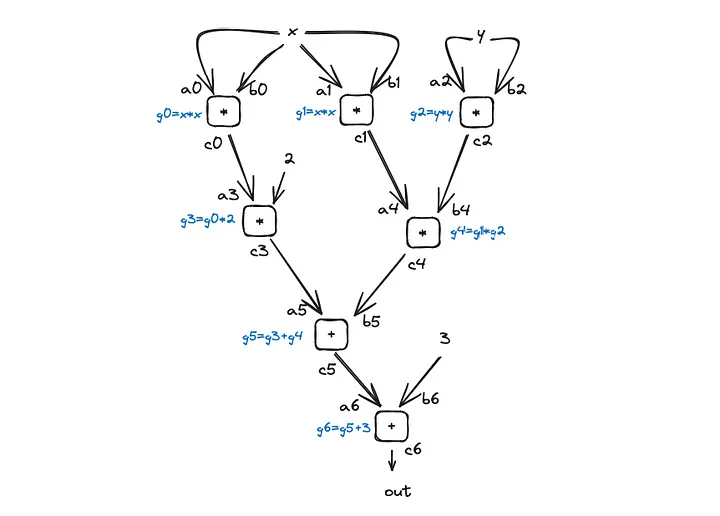 x
y
a0
b0
a1
b1
a2
b2
g0=x*x
*
g1=x*x
*
g2=y*y
*
c0
c1
c2
2
a3
a4
b4
g3=g0*2
*
*
g4=g1*g2
c3
c4
a5
b5
g5=g3+g4
+
3
c5
a6
b6
g6=g5+3
+
c6
out